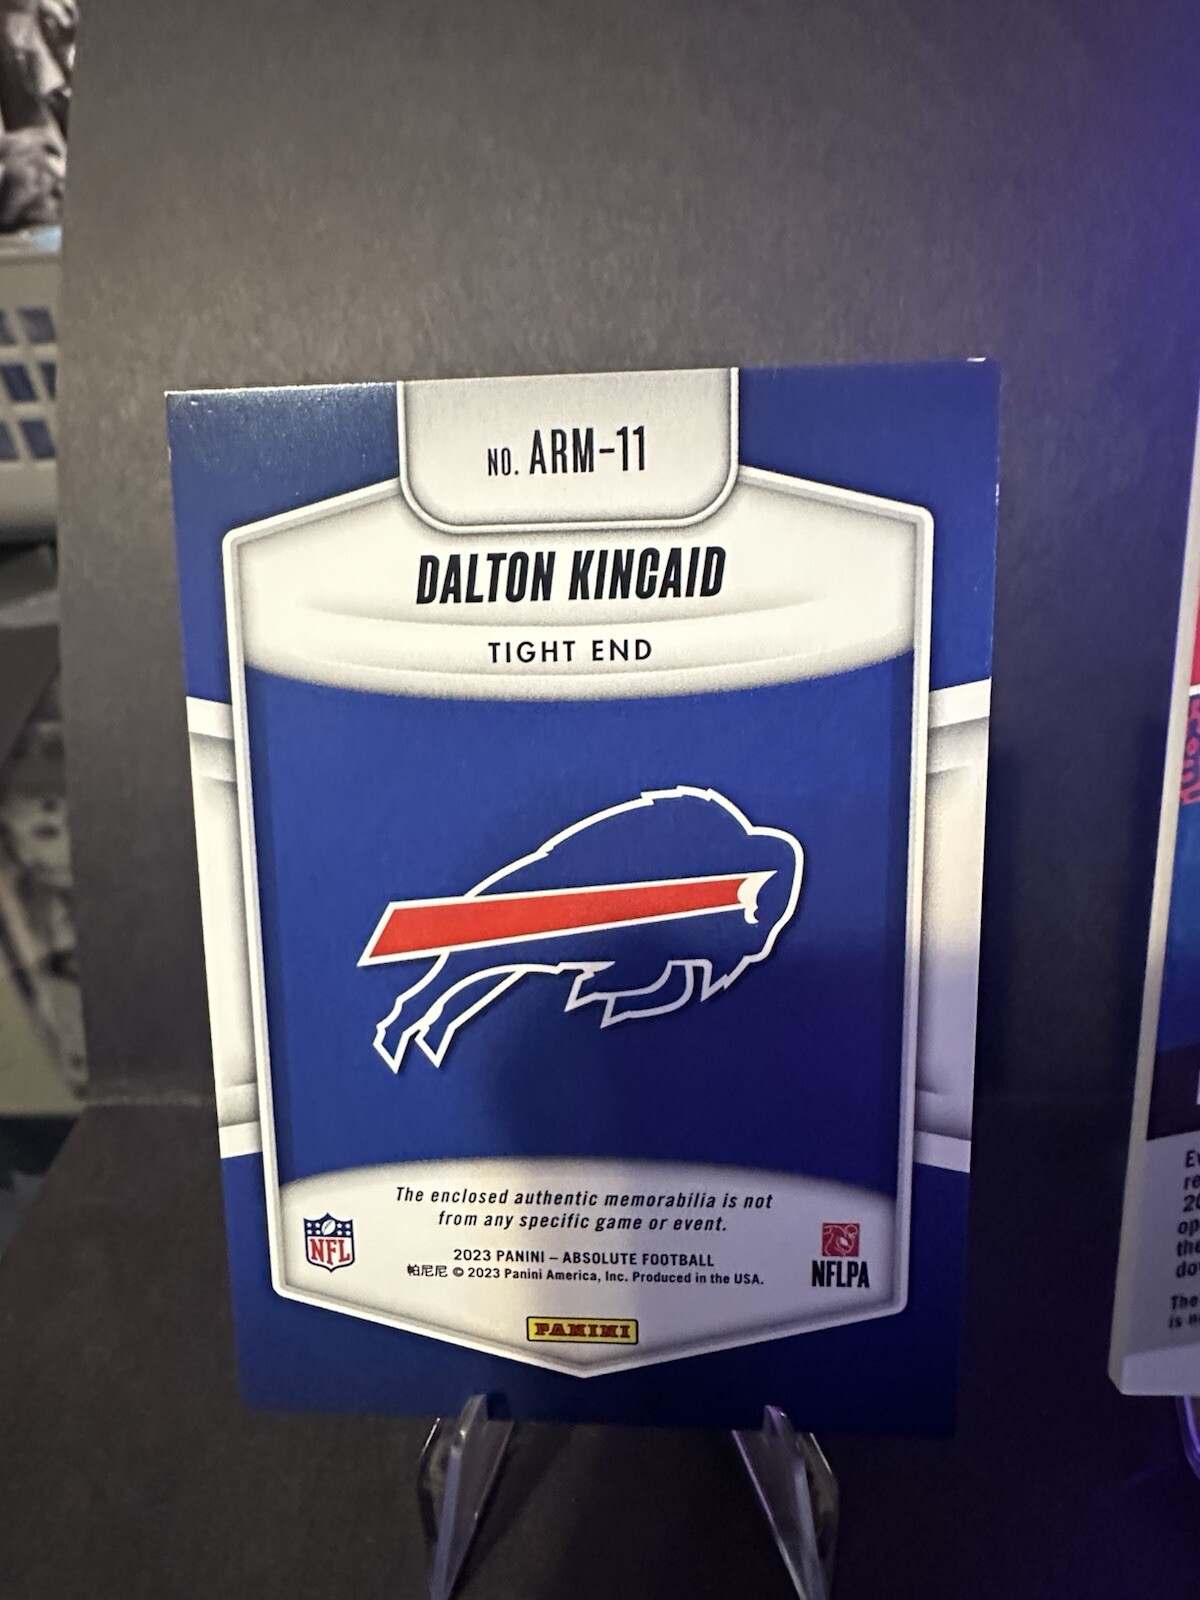 NO. ARM-11
DALTON KINCAID
TIGHT END
The enclosed authentic memorabilia is not
from any specific game or event.
2023 PANINI – ABSOLUTE FOOTBALL
帕尼尼 © 2023 Panini America, Inc. Produced in the USA.
NFL
NFLPA
PANINI
The